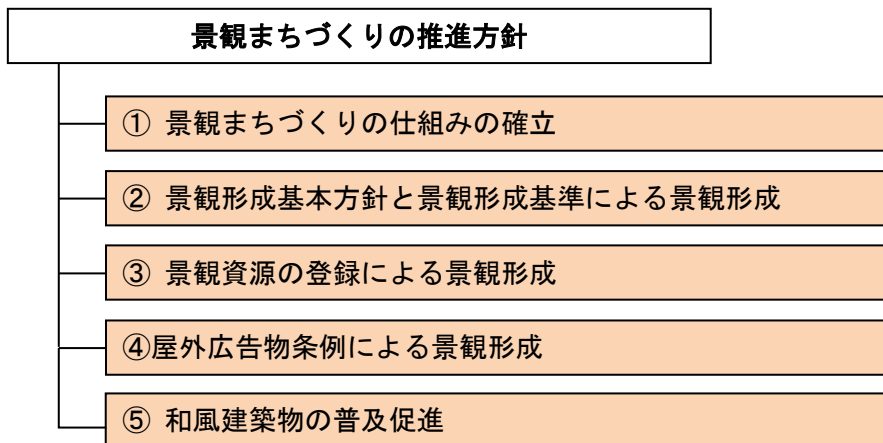 景観まちづくりの推進方針
① 景観まちづくりの仕組みの確立
② 景観形成基本方針と景観形成基準による景観形成
③ 景観資源の登録による景観形成
④屋外広告物条例による景観形成
⑤ 和風建築物の普及促進